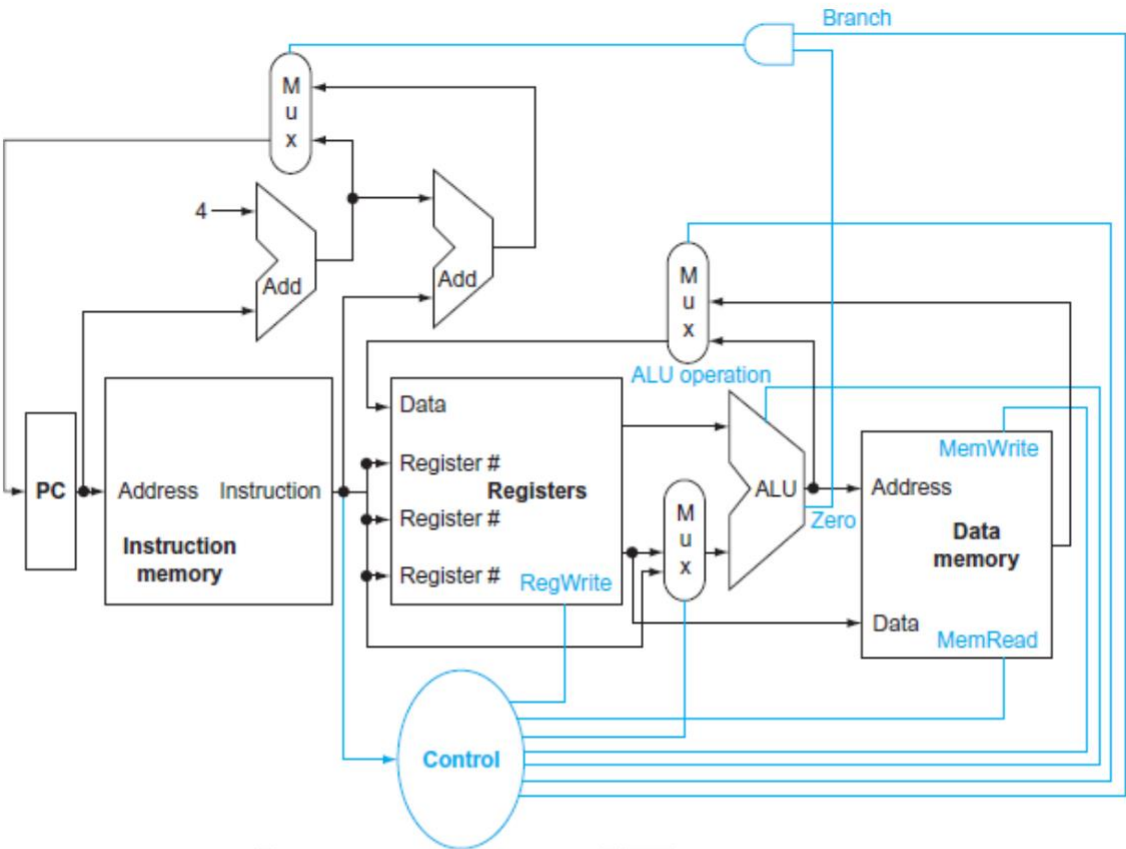 Branch
M
u
x
4
Add
Add
M
u
x
ALU operation
Data
Register #
Registers
Register #
Register #
RegWrite
PC
Address Instruction
Instruction
memory
M
u
x
ALU
Zero
MemWrite
Address
Data
memory
Data
MemRead
Control